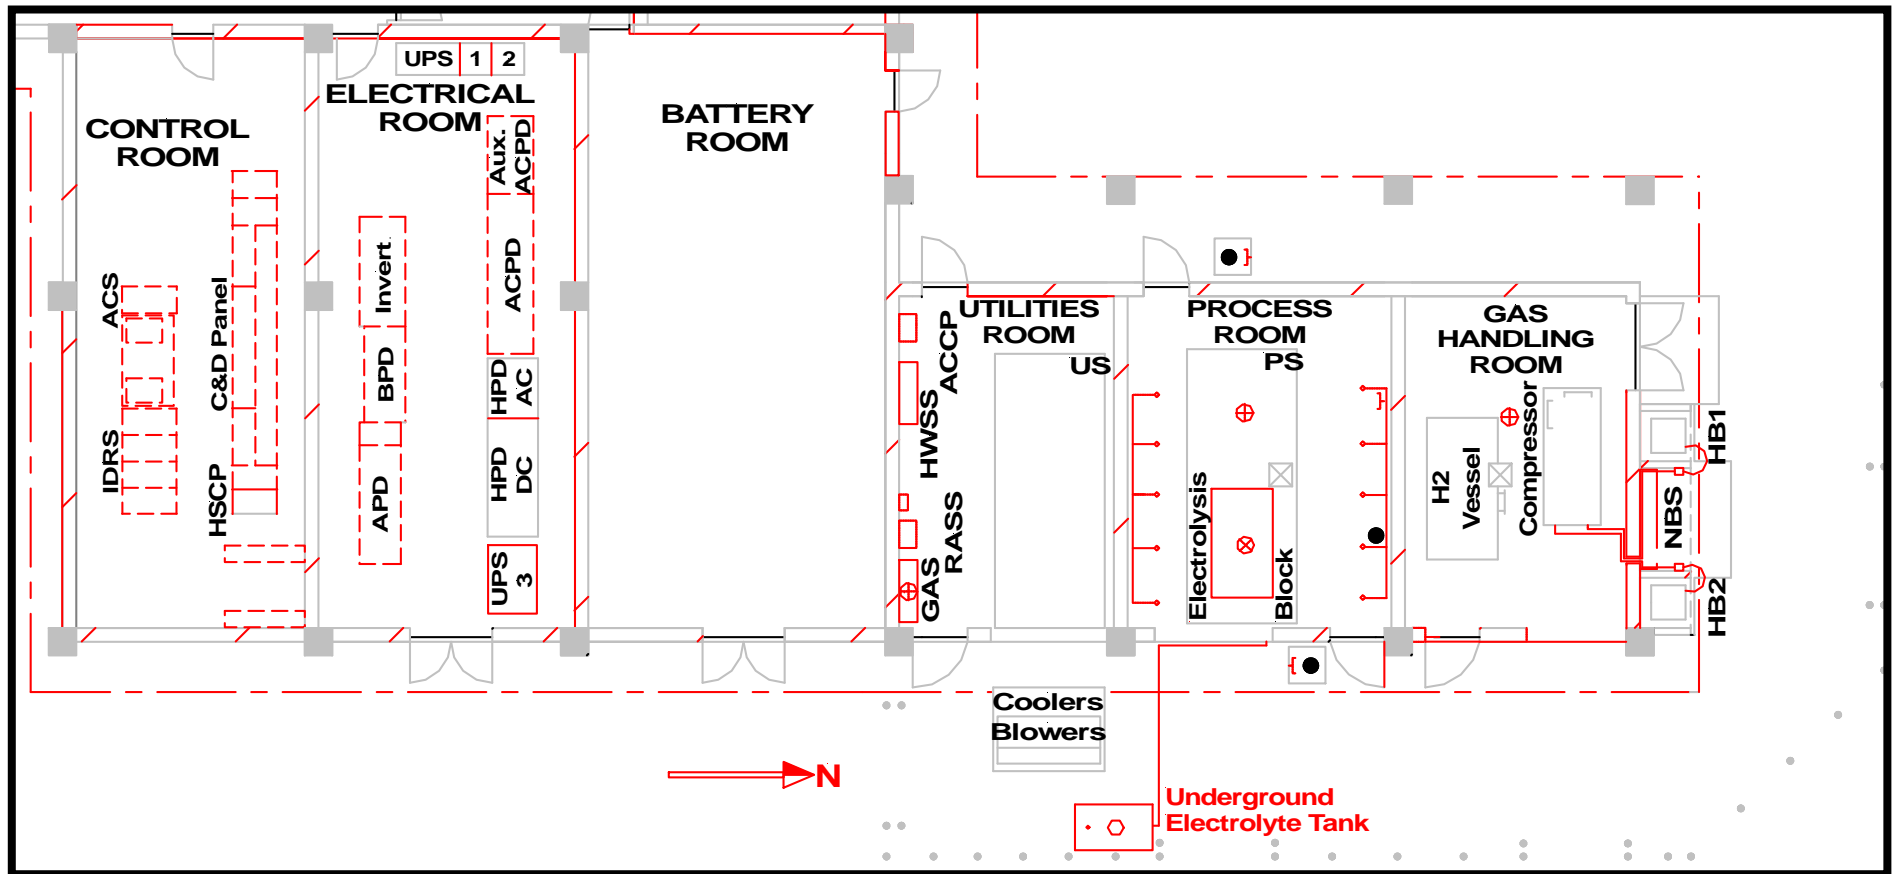 UPS 1 2
ELECTRICAL
ROOM
CONTROL
ROOM
BATTERY
ROOM
Aux.
ACPD
ACPD
Invert.
BPD
APD
HPD
AC
HPD
DC
UPS
3
ACS
IDRS
C&D Panel
HSCP
UTILITIES
ROOM
US
ACCP
HWSS
RASS
GAS
PROCESS
ROOM
PS
Electrolysis
Block
GAS
HANDLING
ROOM
H2
Vessel
Compressor
HB1
NBS
HB2
Coolers
Blowers
N
Underground
Electrolyte Tank